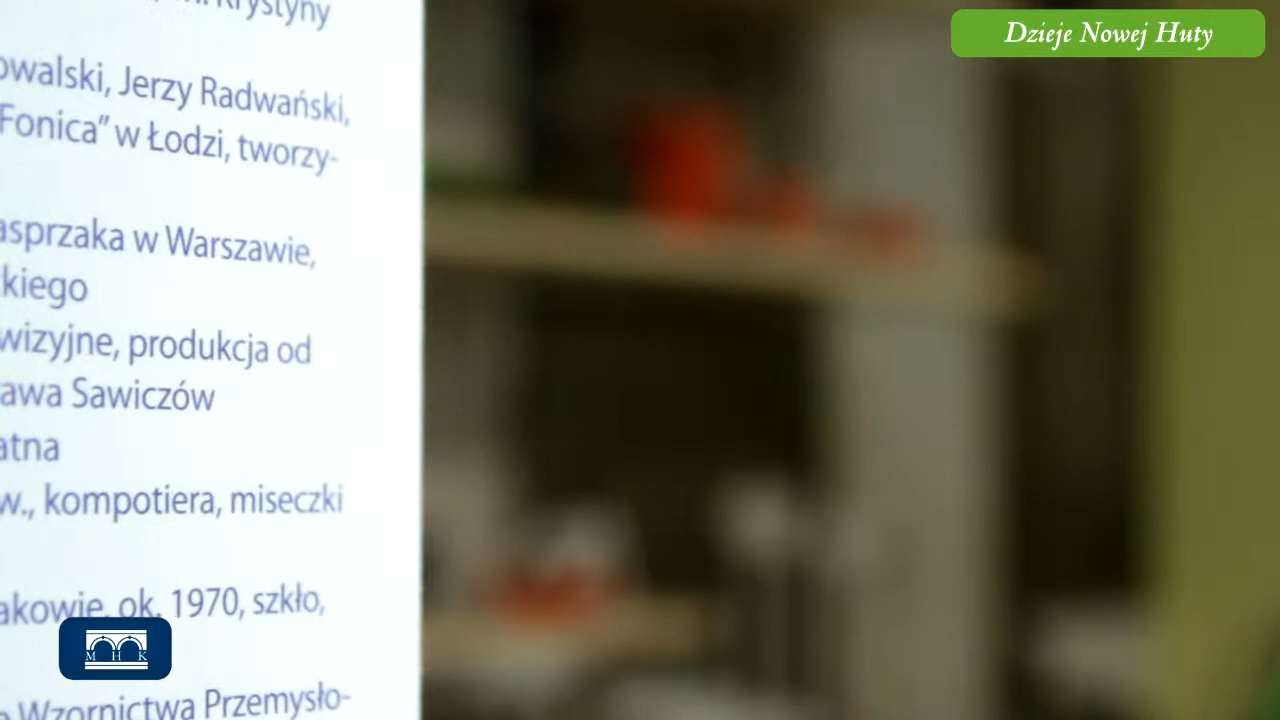 Krystyny
Dzieje Nowej Huty
owalski, Jerzy Radwański,
Fonica” w Łodzi, tworzy-
asprzaka w Warszawie,
kiego
wizyjne, produkcja od
awa Sawiczów
atna
w., kompotiera, miseczki
akowie, ok. 1970, szkło,
M H K
Wzornictwa Przemysło-